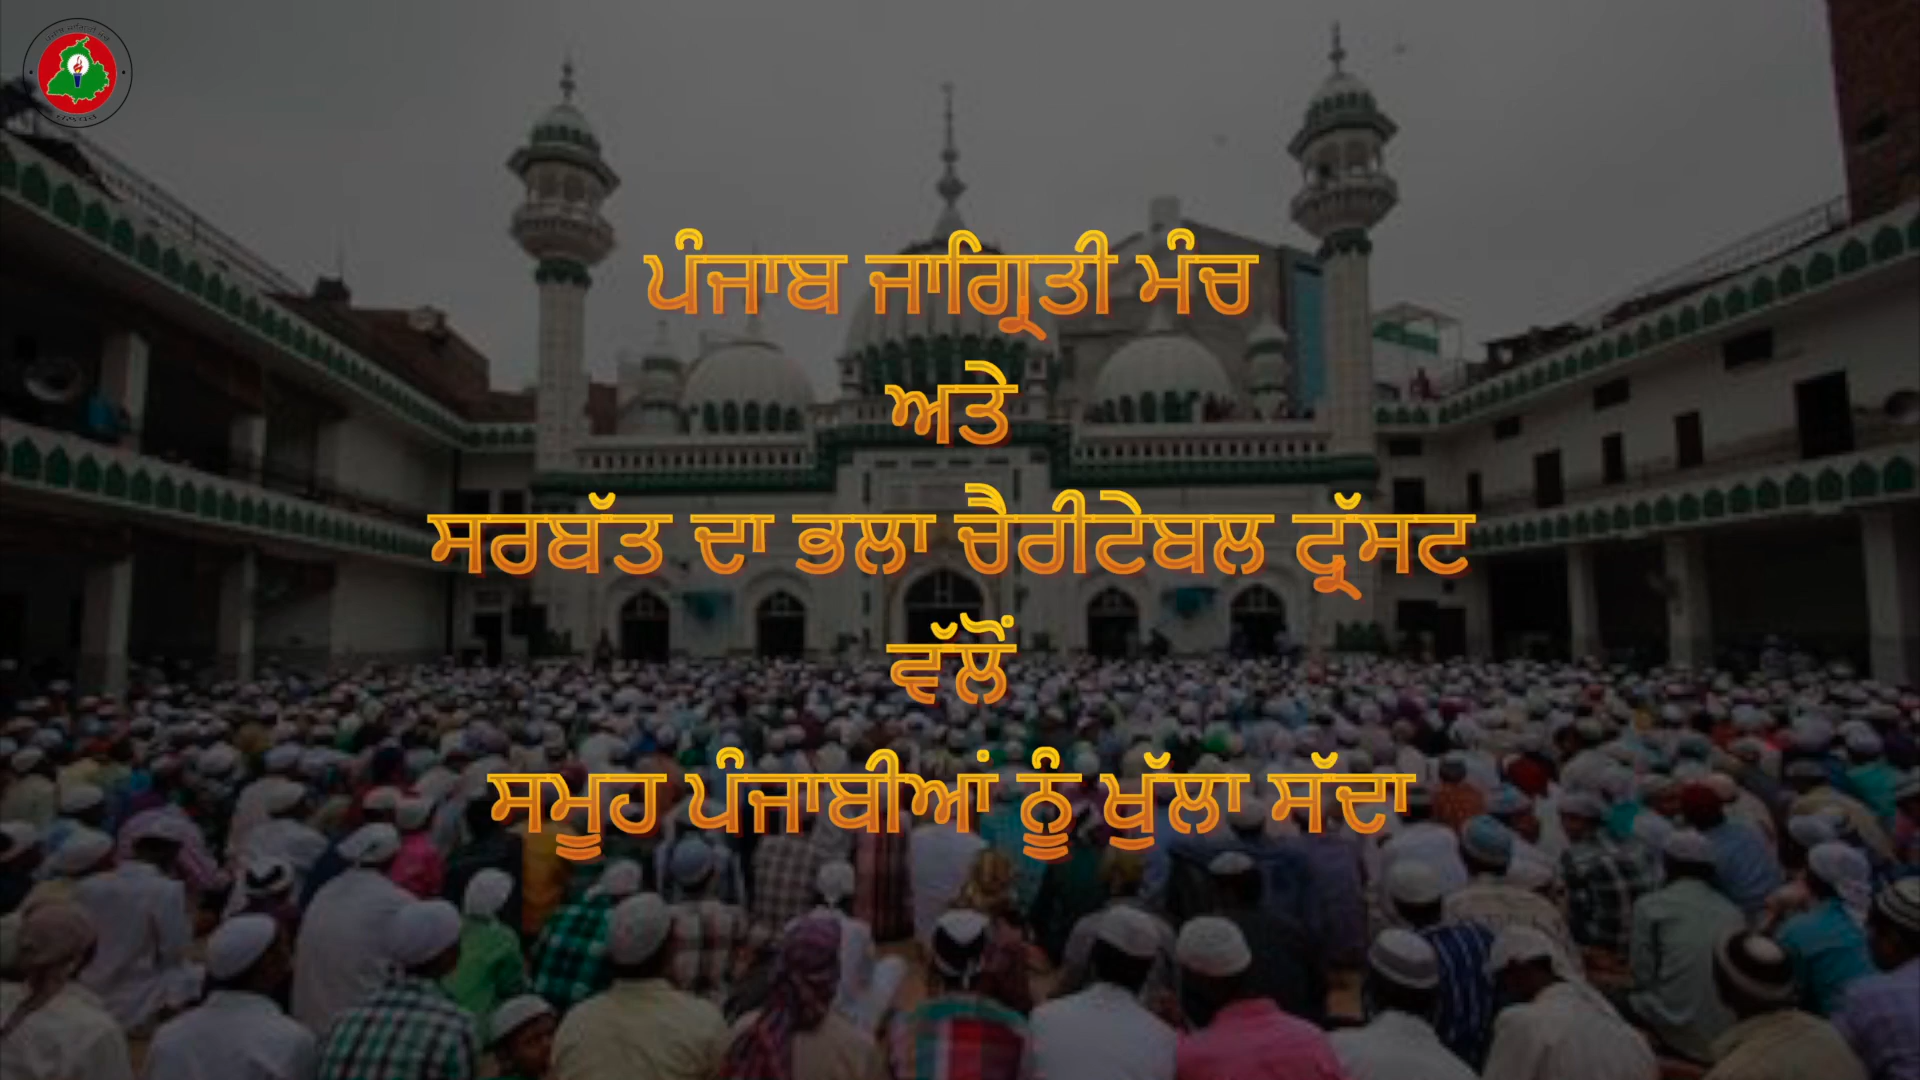 ਪੰਜਾਬ ਜਾਗ੍ਰਿਤੀ ਮੰਚ
ਅਤੇ
ਸਰਬੱਤ ਦਾ ਭਲਾ ਚੈਰੀਟੇਬਲ ਟ੍ਰੱਸਟ
ਵੱਲੋਂ
ਸਮੂਹ ਪੰਜਾਬੀਆਂ ਨੂੰ ਖੁੱਲਾ ਸੱਦਾ